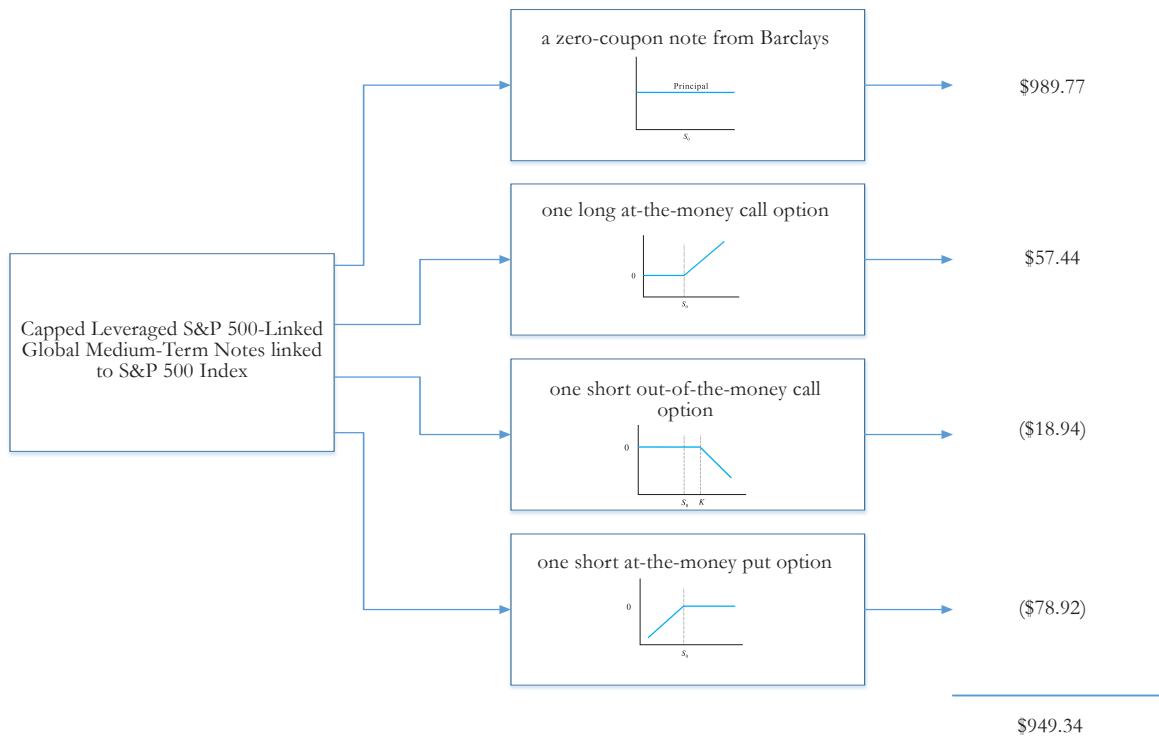 a zero-coupon note from Barclays
Principal
S₀
$989.77
one long at-the-money call option
0
S₀
$57.44
Capped Leveraged S&P 500-Linked
Global Medium-Term Notes linked
to S&P 500 Index
one short out-of-the-money call
option
0
S₀ K
($18.94)
one short at-the-money put option
0
S₀
($78.92)
$949.34